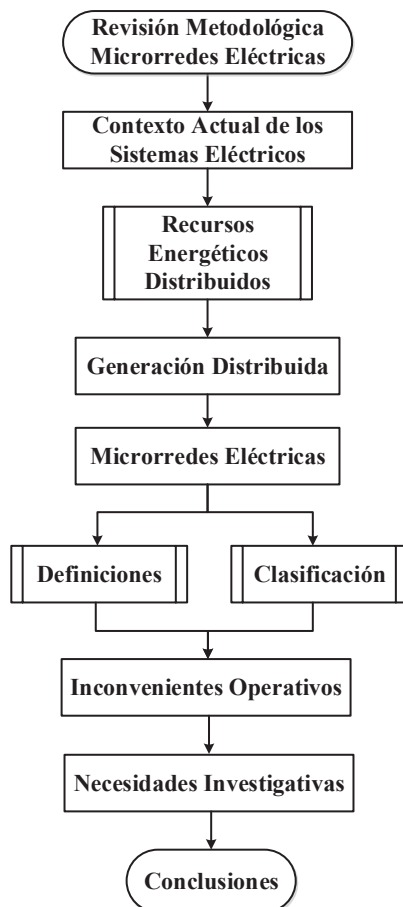 Revisión Metodológica
Microrredes Eléctricas
Contexto Actual de los
Sistemas Eléctricos
Recursos
Energéticos
Distribuidos
Generación Distribuida
Microrredes Eléctricas
Definiciones
Clasificación
Inconvenientes Operativos
Necesidades Investigativas
Conclusiones